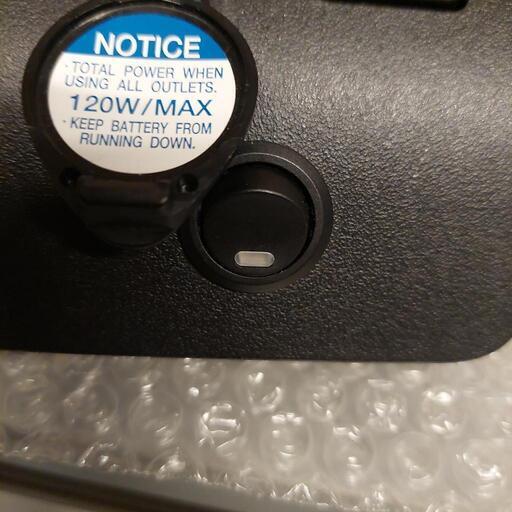 NOTICE
·TOTAL POWER WHEN
USING ALL OUTLETS.
120W/MAX
·KEEP BATTERY FROM
RUNNING DOWN.